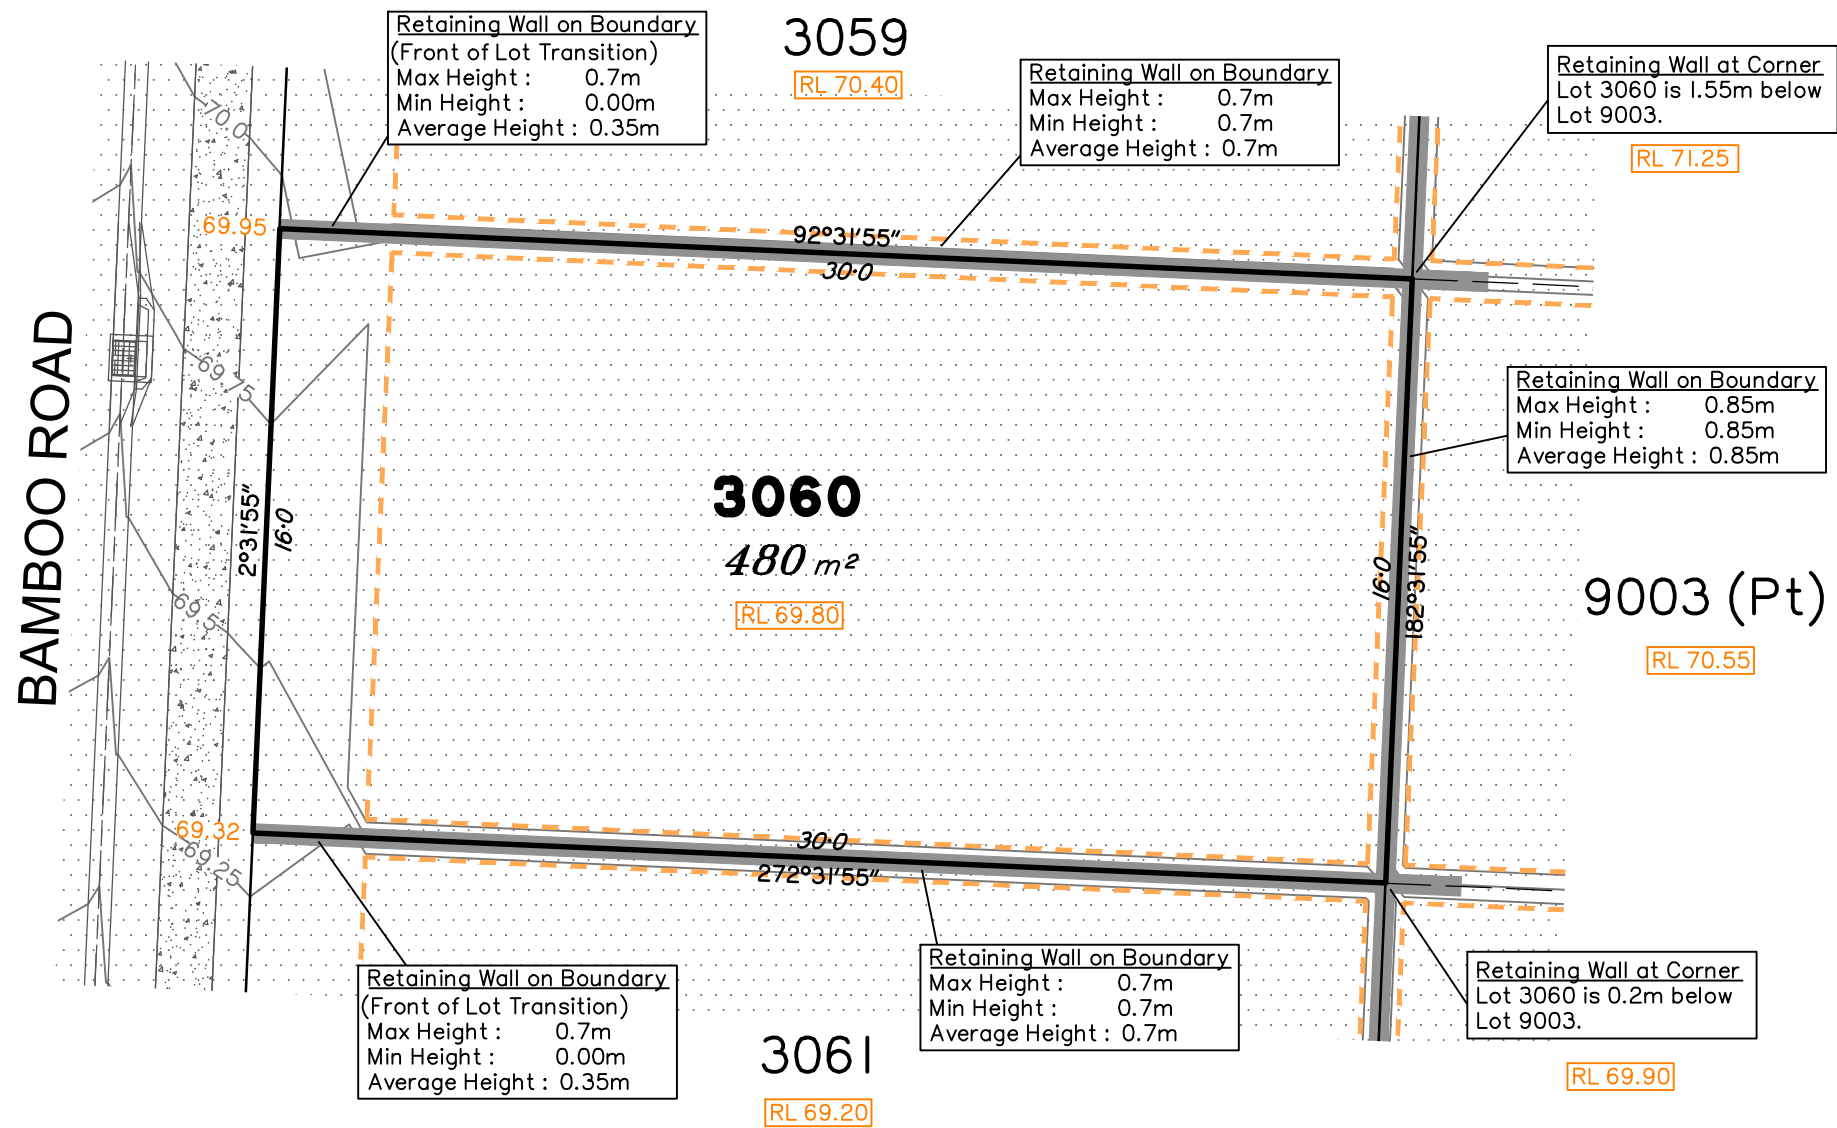 Retaining Wall on Boundary
(Front of Lot Transition)
Max Height : 0.7m
Min Height : 0.00m
Average Height : 0.35m
3059
RL 70.40
Retaining Wall on Boundary
Max Height : 0.7m
Min Height : 0.7m
Average Height : 0.7m
Retaining Wall at Corner
Lot 3060 is 1.55m below
Lot 9003.
RL 71.25
70.0
69.95
92°31'55"
30·0
BAMBOO ROAD
69.75
2°31'55"
16·0
69.5
3060
480 m²
RL 69.80
Retaining Wall on Boundary
Max Height : 0.85m
Min Height : 0.85m
Average Height : 0.85m
16·0
182°31'55"
9003 (Pt)
RL 70.55
69.32
69.25
30·0
272°31'55"
Retaining Wall on Boundary
(Front of Lot Transition)
Max Height : 0.7m
Min Height : 0.00m
Average Height : 0.35m
3061
RL 69.20
Retaining Wall on Boundary
Max Height : 0.7m
Min Height : 0.7m
Average Height : 0.7m
Retaining Wall at Corner
Lot 3060 is 0.2m below
Lot 9003.
RL 69.90